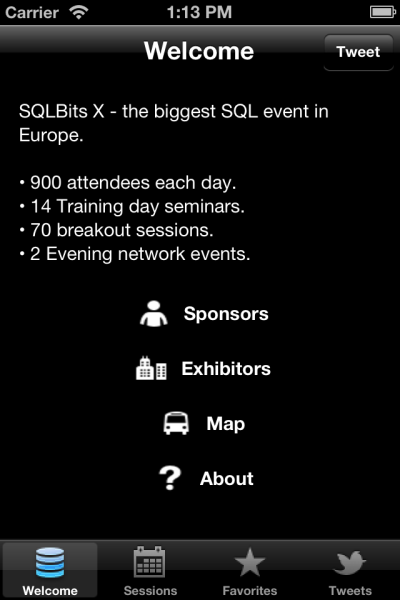 Carrier 1:13 PM
Welcome
Tweet
SQLBits X - the biggest SQL event in
Europe.
• 900 attendees each day.
• 14 Training day seminars.
• 70 breakout sessions.
• 2 Evening network events.
Sponsors
Exhibitors
Map
? About
Welcome Sessions Favorites Tweets